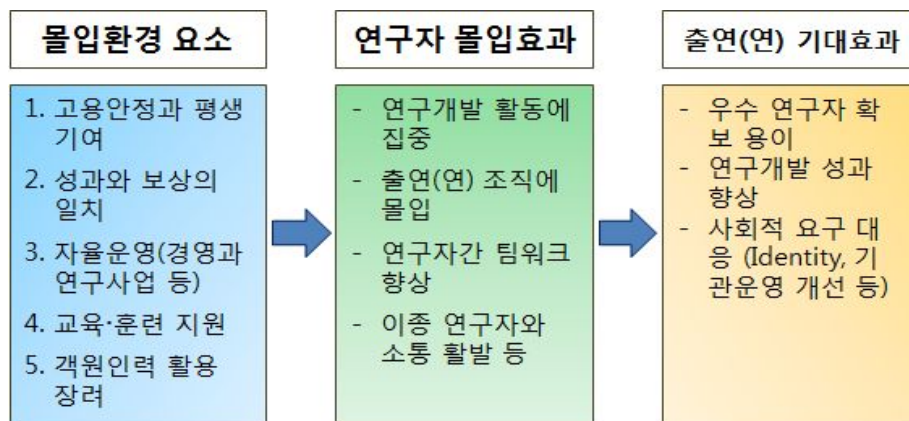 몰입환경 요소
1. 고용안정과 평생
기여
2. 성과와 보상의
일치
3. 자율운영(경영과
연구사업 등)
4. 교육·훈련 지원
5. 객원인력 활용
장려
연구자 몰입효과
- 연구개발 활동에
집중
- 출연(연) 조직에
몰입
- 연구자간 팀워크
향상
- 이종 연구자와
소통 활발 등
출연(연) 기대효과
- 우수 연구자 확
보 용이
- 연구개발 성과
향상
- 사회적 요구 대
응 (Identity, 기
관운영 개선 등)